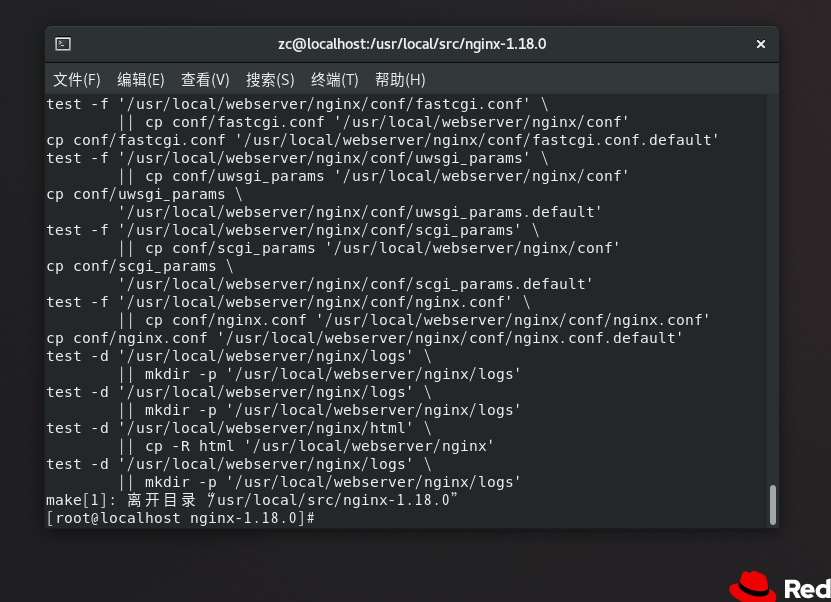 zc@localhost:/usr/local/src/nginx-1.18.0
文件(F) 编辑(E) 查看(V) 搜索(S) 终端(T) 帮助(H)
test -f '/usr/local/webserver/nginx/conf/fastcgi.conf' \
|| cp conf/fastcgi.conf '/usr/local/webserver/nginx/conf'
cp conf/fastcgi.conf '/usr/local/webserver/nginx/conf/fastcgi.conf.default'
test -f '/usr/local/webserver/nginx/conf/uwsgi_params' \
|| cp conf/uwsgi_params '/usr/local/webserver/nginx/conf'
cp conf/uwsgi_params \
'/usr/local/webserver/nginx/conf/uwsgi_params.default'
test -f '/usr/local/webserver/nginx/conf/scgi_params' \
|| cp conf/scgi_params '/usr/local/webserver/nginx/conf'
cp conf/scgi_params \
'/usr/local/webserver/nginx/conf/scgi_params.default'
test -f '/usr/local/webserver/nginx/conf/nginx.conf' \
|| cp conf/nginx.conf '/usr/local/webserver/nginx/conf/nginx.conf'
cp conf/nginx.conf '/usr/local/webserver/nginx/conf/nginx.conf.default'
test -d '/usr/local/webserver/nginx/logs' \
|| mkdir -p '/usr/local/webserver/nginx/logs'
test -d '/usr/local/webserver/nginx/logs' \
|| mkdir -p '/usr/local/webserver/nginx/logs'
test -d '/usr/local/webserver/nginx/html' \
|| cp -R html '/usr/local/webserver/nginx'
test -d '/usr/local/webserver/nginx/logs' \
|| mkdir -p '/usr/local/webserver/nginx/logs'
make[1]: 离开目录“/usr/local/src/nginx-1.18.0”
[root@localhost nginx-1.18.0]#
Red